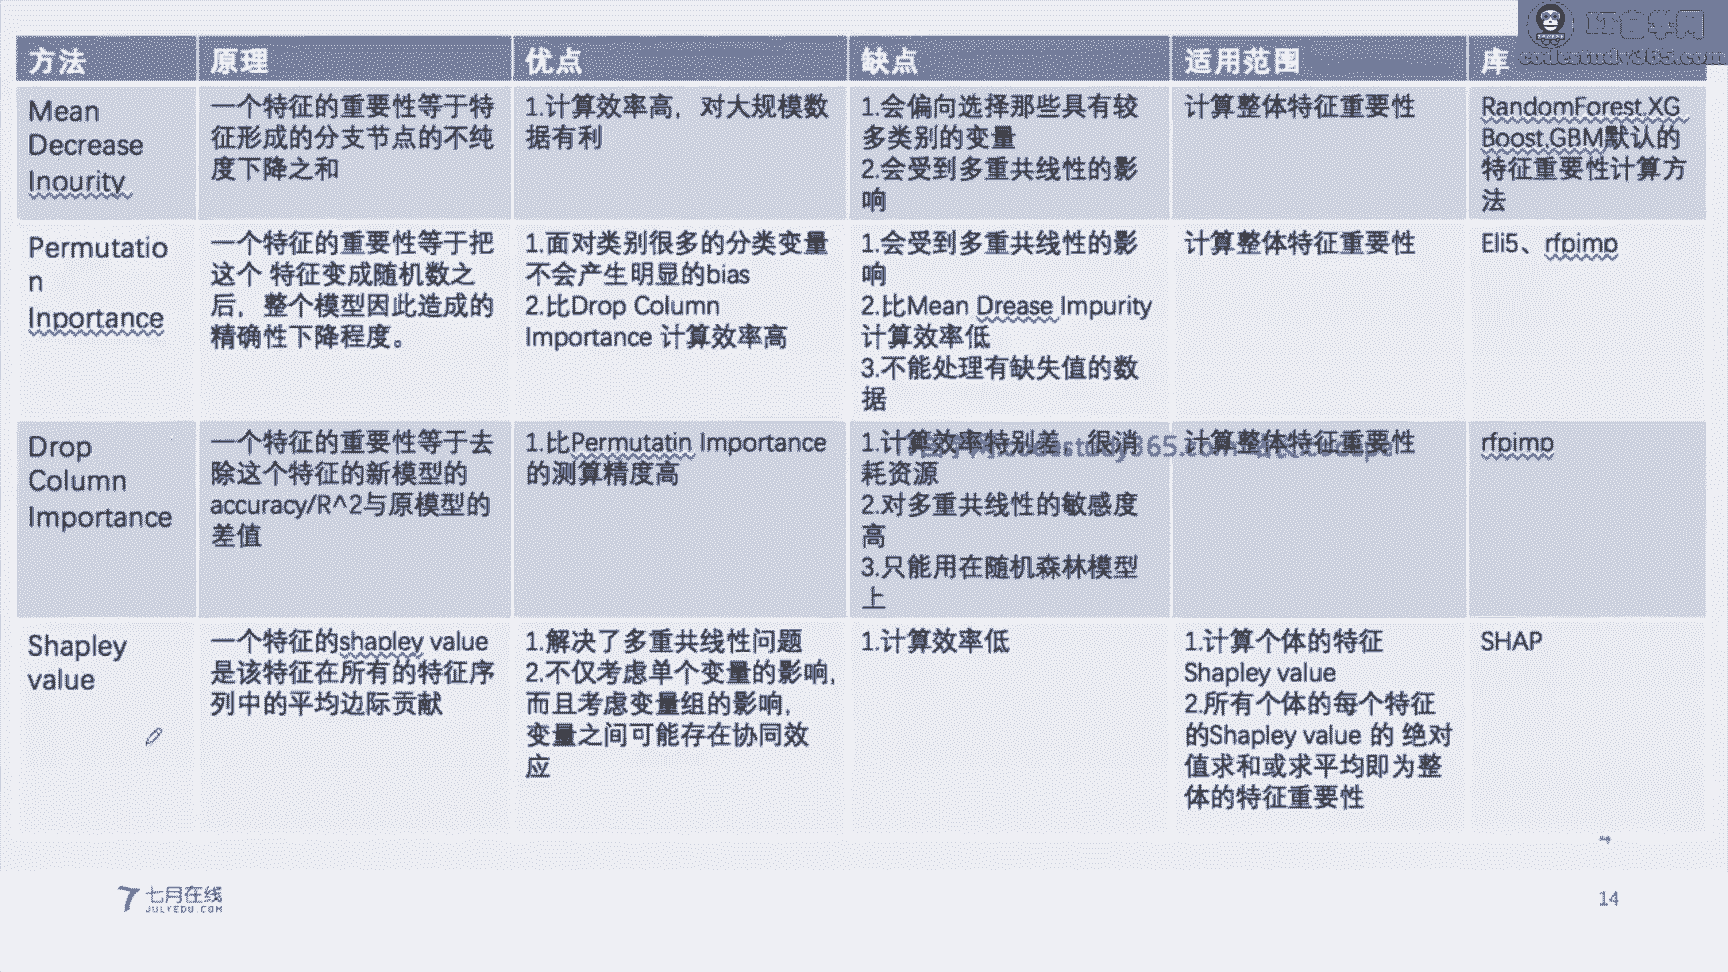 方法
原理
优点
缺点
适用范围
库
IT自学网
codestudy365.com
Mean
Decrease
Inourity
一个特征的重要性等于特
征形成的分支节点的不纯
度下降之和
1.计算效率高，对大规模数
据有利
1.会偏向选择那些具有较
多类别的变量
2.会受到多重共线性的影
响
计算整体特征重要性
RandomForest.XG
Boost.GBM默认的
特征重要性计算方
法
Permutatio
n
Inportance
一个特征的重要性等于把
这个 特征变成随机数之
后，整个模型因此造成的
精确性下降程度。
1.面对类别很多的分类变量
不会产生明显的bias
2.比Drop Column
Importance 计算效率高
1.会受到多重共线性的影
响
2.比Mean Drease Impurity
计算效率低
3.不能处理有缺失值的数
据
计算整体特征重要性
Eli5、rfpimp
Drop
Column
Importance
一个特征的重要性等于去
除这个特征的新模型的
accuracy/R^2与原模型的
差值
1.比Permutatin Importance
的测算精度高
1.计算效率特别差。很消
耗资源
2.对多重共线性的敏感度
高
3.只能用在随机森林模型
上
计算整体特征重要性
rfpimp
Shapley
value
一个特征的shapley value
是该特征在所有的特征序
列中的平均边际贡献
1.解决了多重共线性问题
2.不仅考虑单个变量的影响，
而且考虑变量组的影响，
变量之间可能存在协同效
应
1.计算效率低
1.计算个体的特征
Shapley value
2.所有个体的每个特征
的Shapley value 的 绝对
值求和或求平均即为整
体的特征重要性
SHAP
七月在线
JULYEDU.COM
14